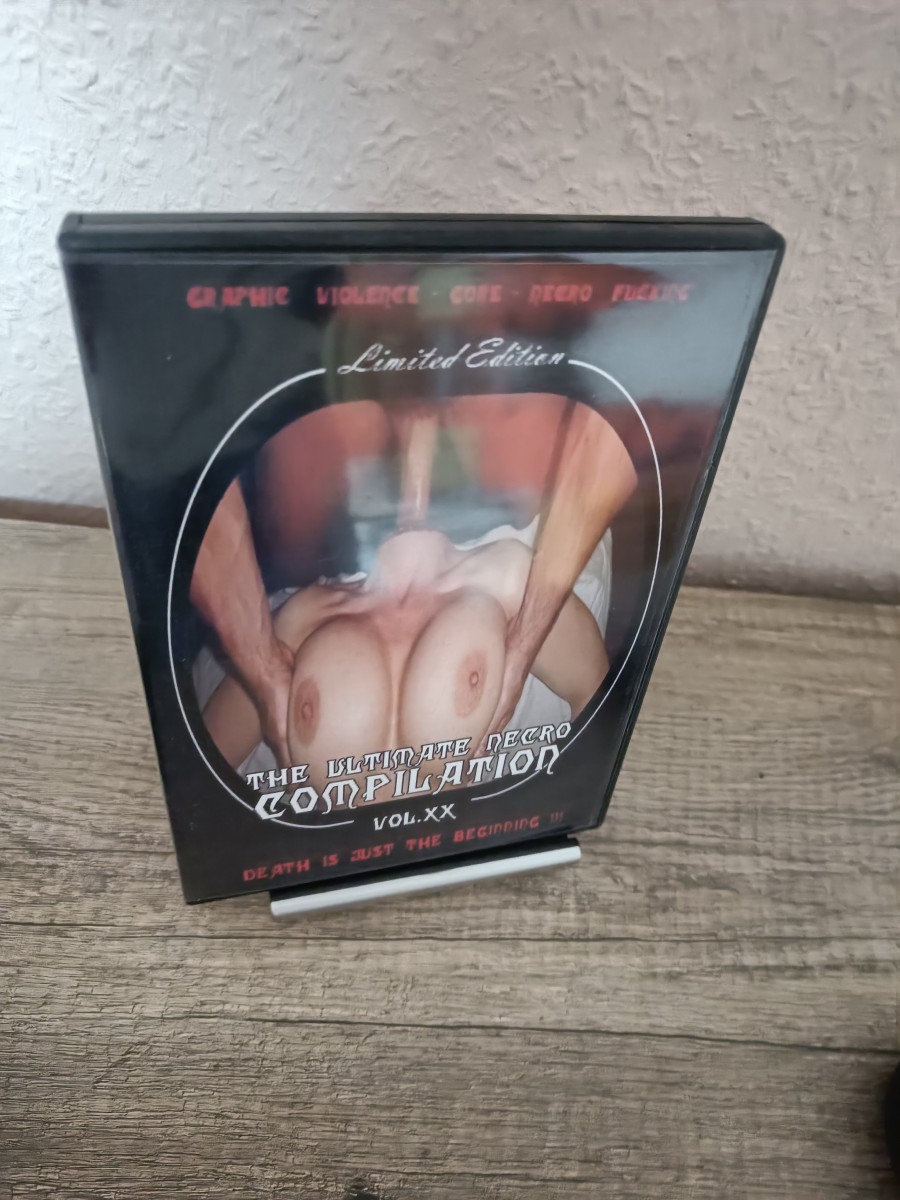 GRAPHIC VIOLENCE - GORE - NECRO FUCKING
Limited Edition
THE ULTIMATE NECRO
COMPILATION
VOL.XX
DEATH IS JUST THE BEGINNING !!!